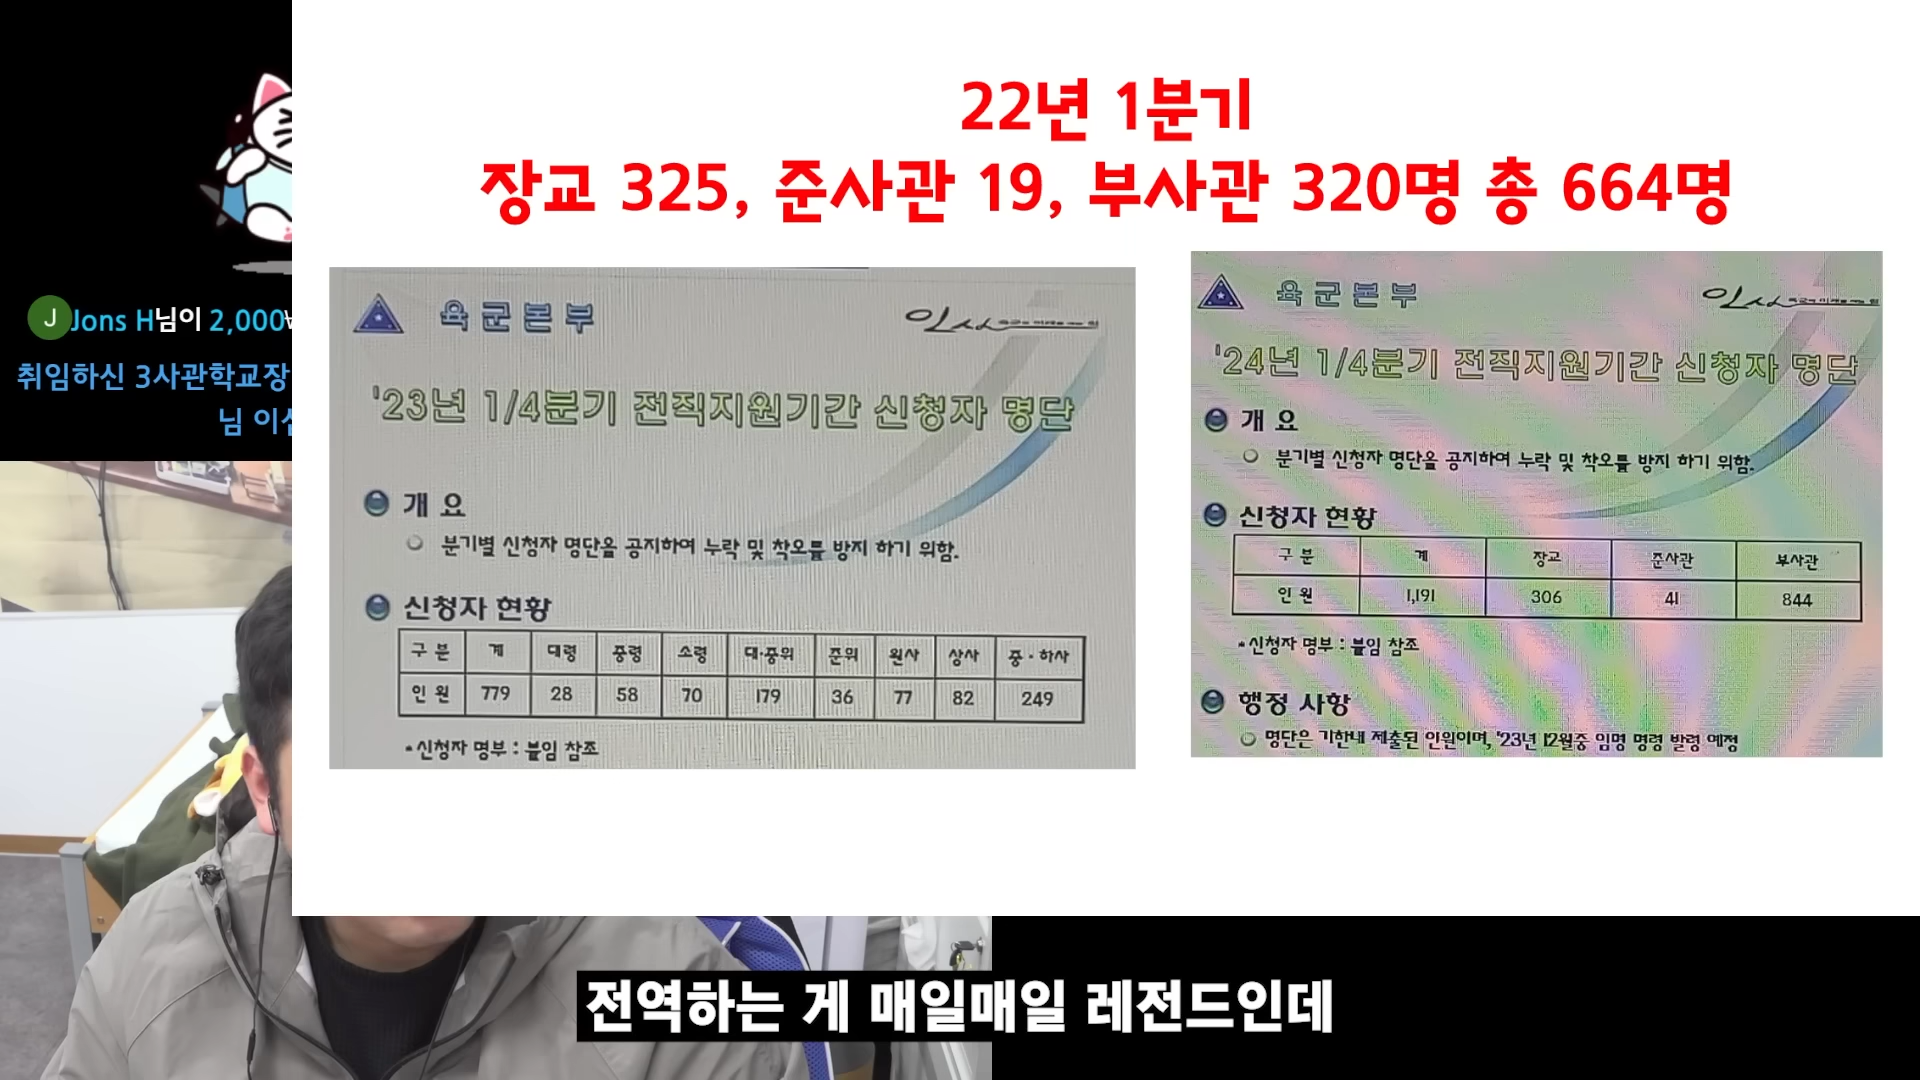 22년 1분기
장교 325, 준사관 19, 부사관 320명 총 664명
J Jons H님이 2,000
취임하신 3사관학교장
님 이
육군본부
'23년 1/4분기 전직지원기간 신청자 명단
개 요
분기별 신청자 명단을 공지하여 누락 및 착오를 방지 하기 위함.
신청자 현황
구 분 계 대령 중령 소령 대·중위 준위 원사 상사 중·하사
인 원 779 28 58 70 179 36 77 82 249
*신청자 명부 : 붙임 참조
육군본부
'24년 1/4분기 전직지원기간 신청자 명단
개 요
분기별 신청자 명단을 공지하여 누락 및 착오를 방지 하기 위함.
신청자 현황
구 분 계 장교 준사관 부사관
인 원 1,191 306 41 844
*신청자 명부 : 붙임 참조
행정 사항
명단은 기한내 제출된 인원이며, '23년 12월중 임명 명령 발령 예정
전역하는 게 매일매일 레전드인데